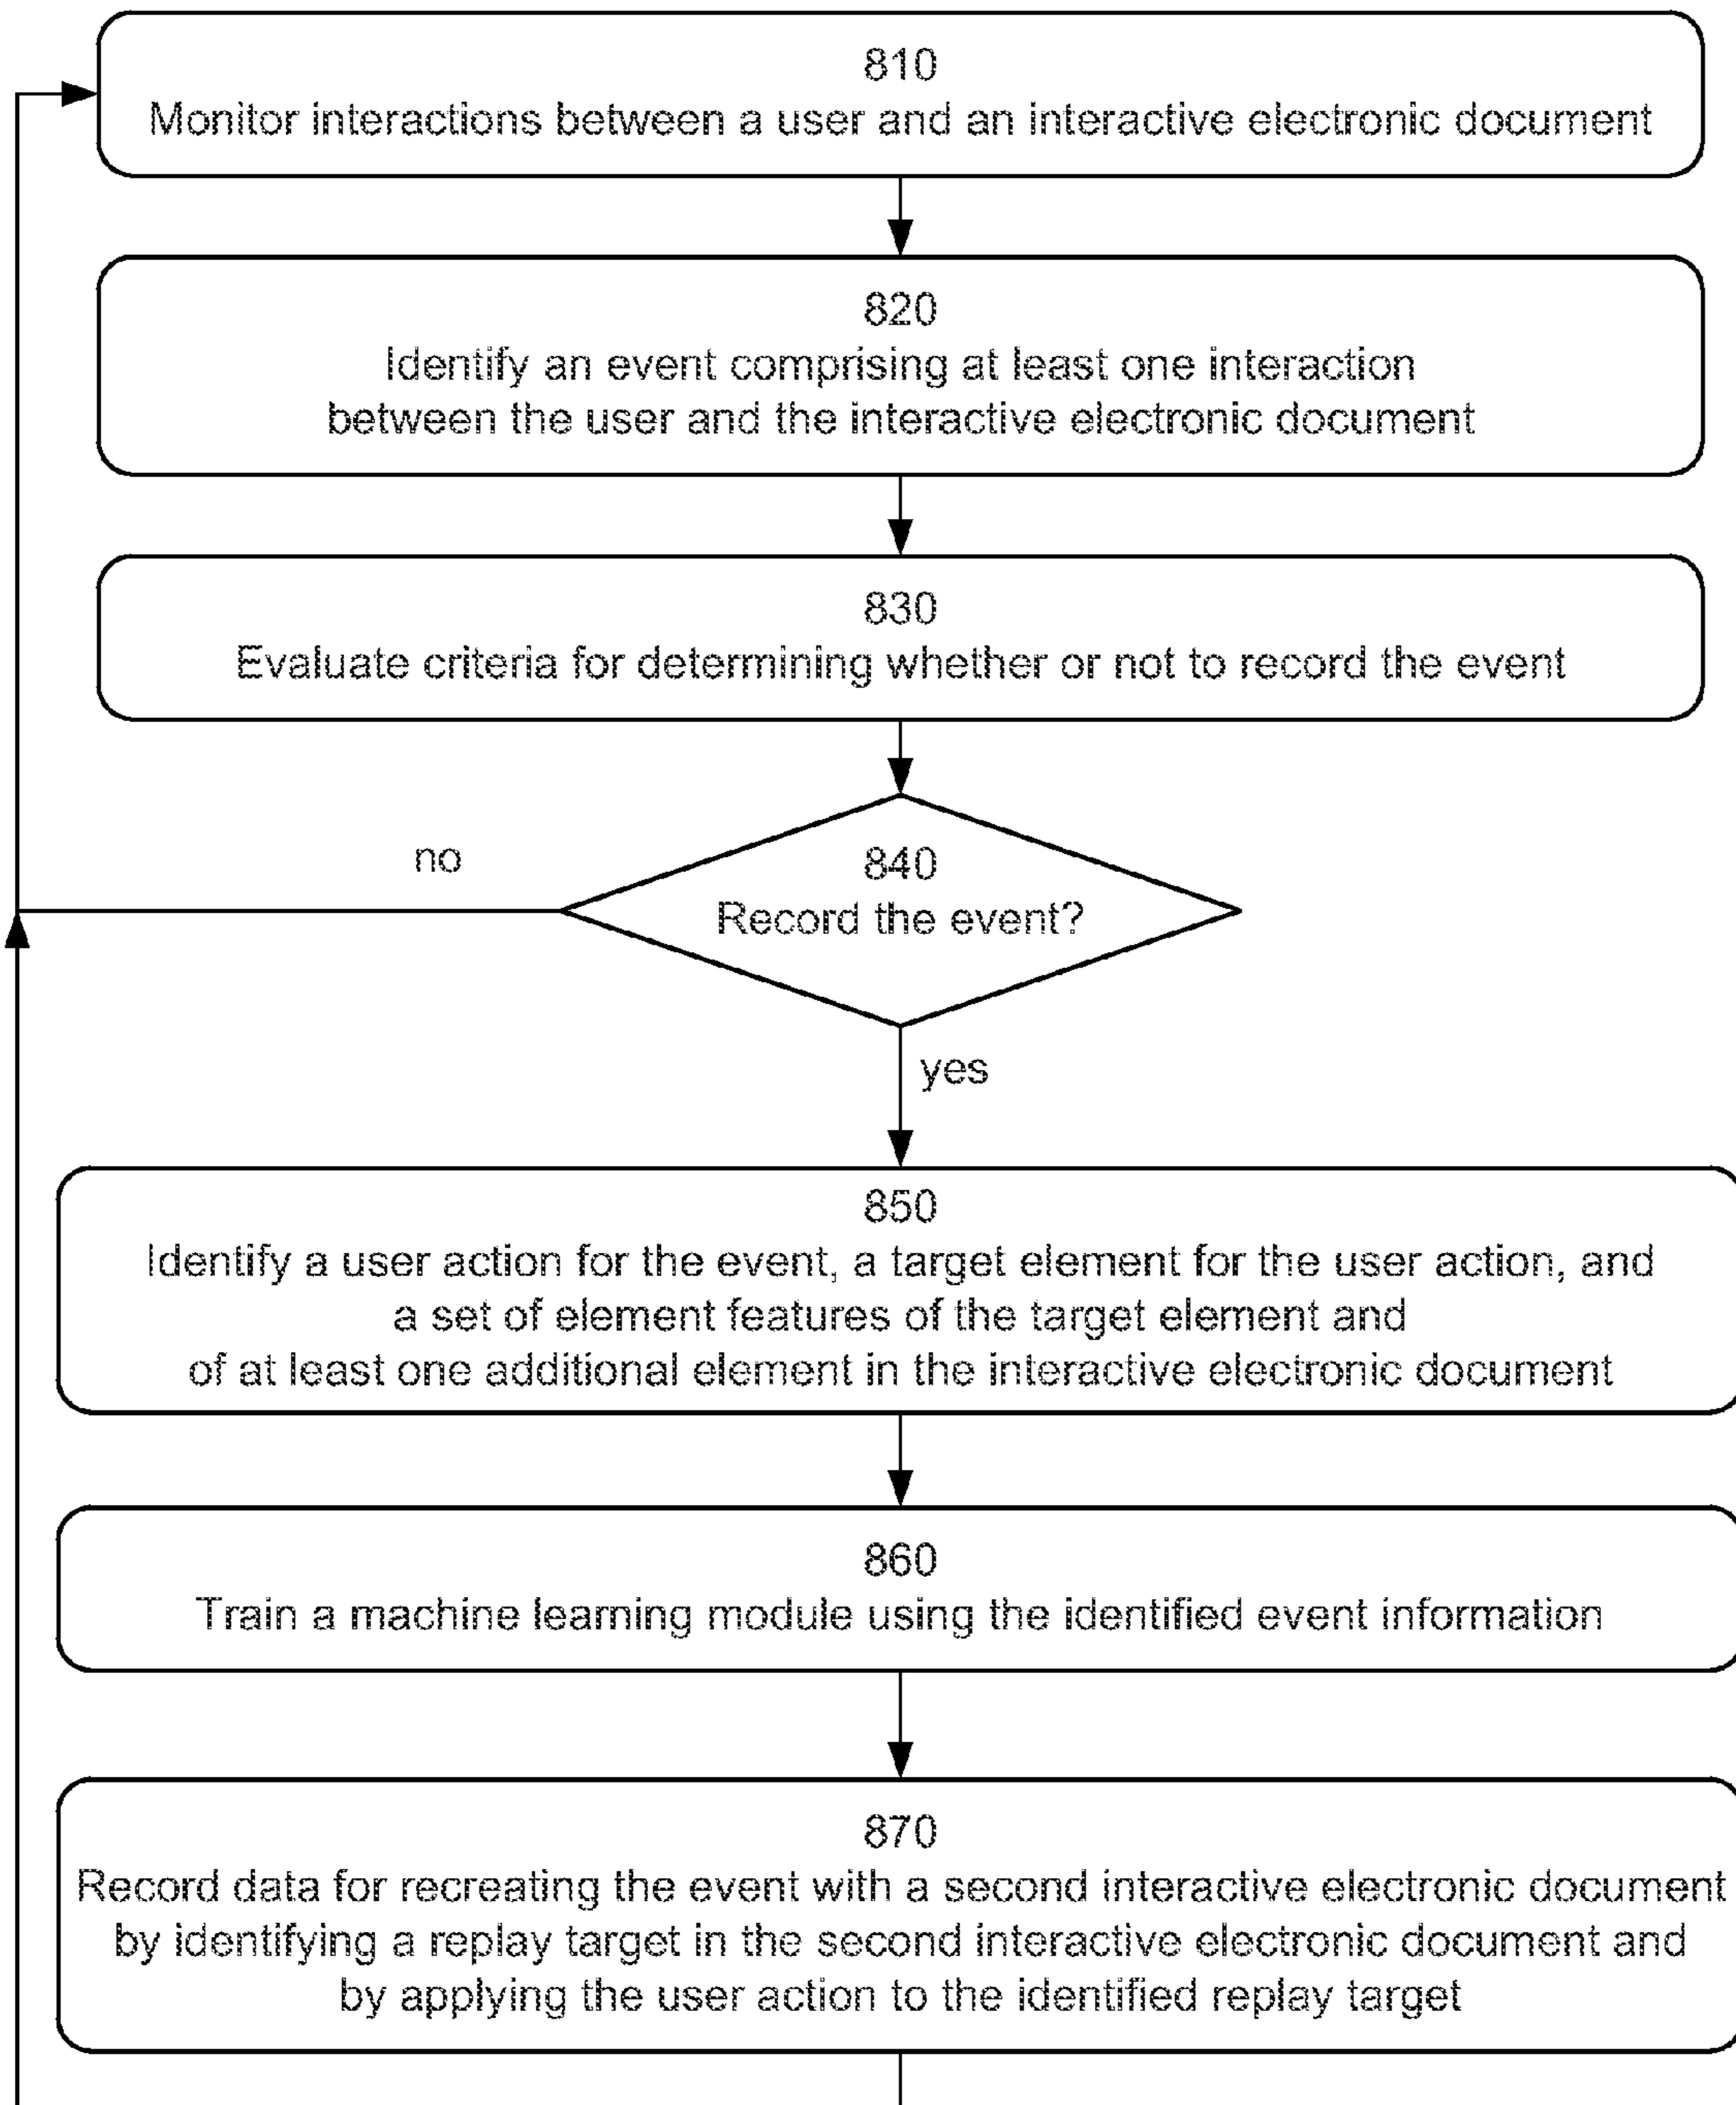 810
Monitor interactions between a user and an interactive electronic document
820
Identify an event comprising at least one interaction
between the user and the interactive electronic document
830
Evaluate criteria for determining whether or not to record the event
840
Record the event?
no
yes
850
Identify a user action for the event, a target element for the user action, and
a set of element features of the target element and
of at least one additional element in the interactive electronic document
860
Train a machine learning module using the identified event information
870
Record data for recreating the event with a second interactive electronic document
by identifying a replay target in the second interactive electronic document and
by applying the user action to the identified replay target